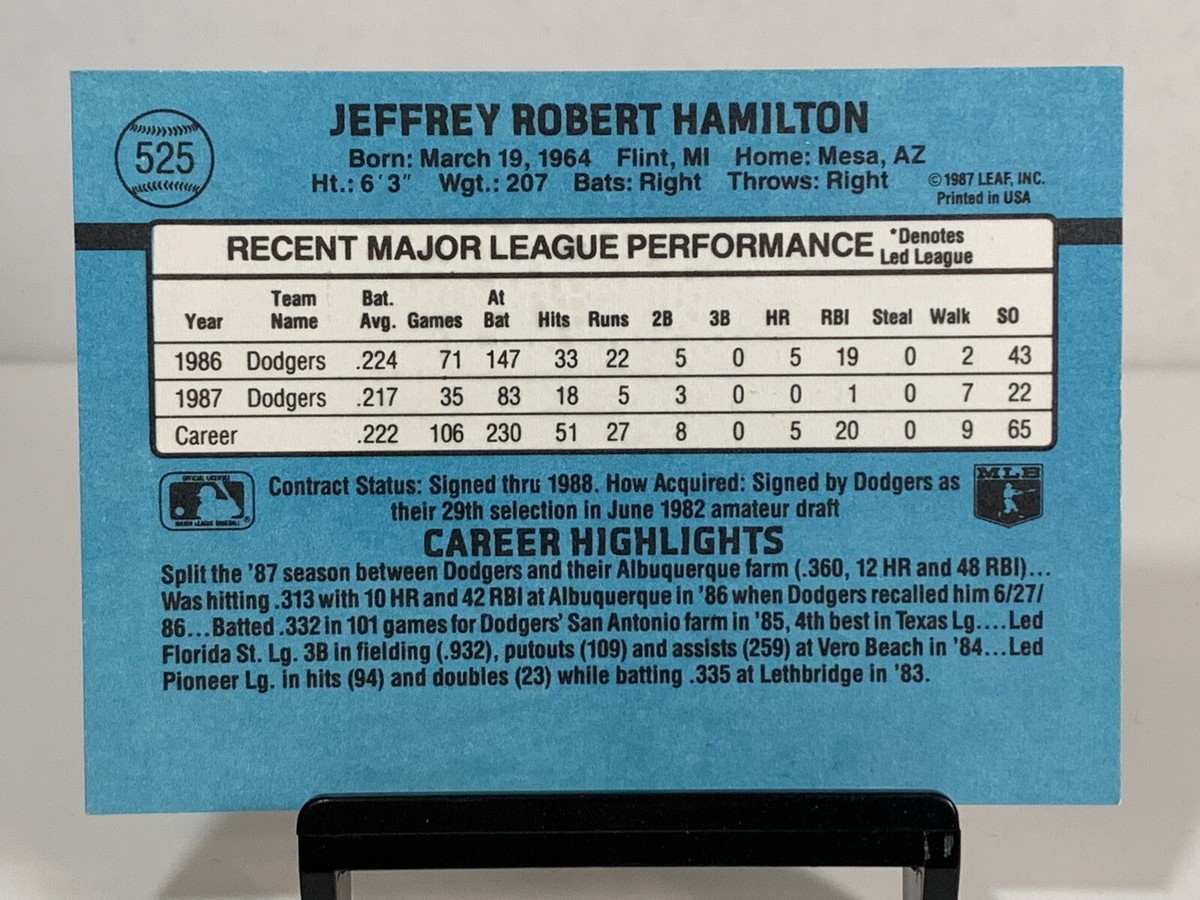 525
JEFFREY ROBERT HAMILTON
Born: March 19, 1964 Flint, MI Home: Mesa, AZ
Ht.: 6'3" Wgt.: 207 Bats: Right Throws: Right
©1987 LEAF, INC.
Printed in USA
RECENT MAJOR LEAGUE PERFORMANCE *Denotes
Led League
Team Bat. At
Year Name Avg. Games Bat Hits Runs 2B 3B HR RBI Steal Walk SO
1986 Dodgers .224 71 147 33 22 5 0 5 19 0 2 43
1987 Dodgers .217 35 83 18 5 3 0 0 1 0 7 22
Career .222 106 230 51 27 8 0 5 20 0 9 65
OFFICIAL LICENSEE
MAJOR LEAGUE BASEBALL ®
MLB
Contract Status: Signed thru 1988. How Acquired: Signed by Dodgers as
their 29th selection in June 1982 amateur draft
CAREER HIGHLIGHTS
Split the '87 season between Dodgers and their Albuquerque farm (.360, 12 HR and 48 RBI)...
Was hitting .313 with 10 HR and 42 RBI at Albuquerque in '86 when Dodgers recalled him 6/27/
86...Batted .332 in 101 games for Dodgers' San Antonio farm in '85, 4th best in Texas Lg....Led
Florida St. Lg. 3B in fielding (.932), putouts (109) and assists (259) at Vero Beach in '84...Led
Pioneer Lg. in hits (94) and doubles (23) while batting .335 at Lethbridge in '83.